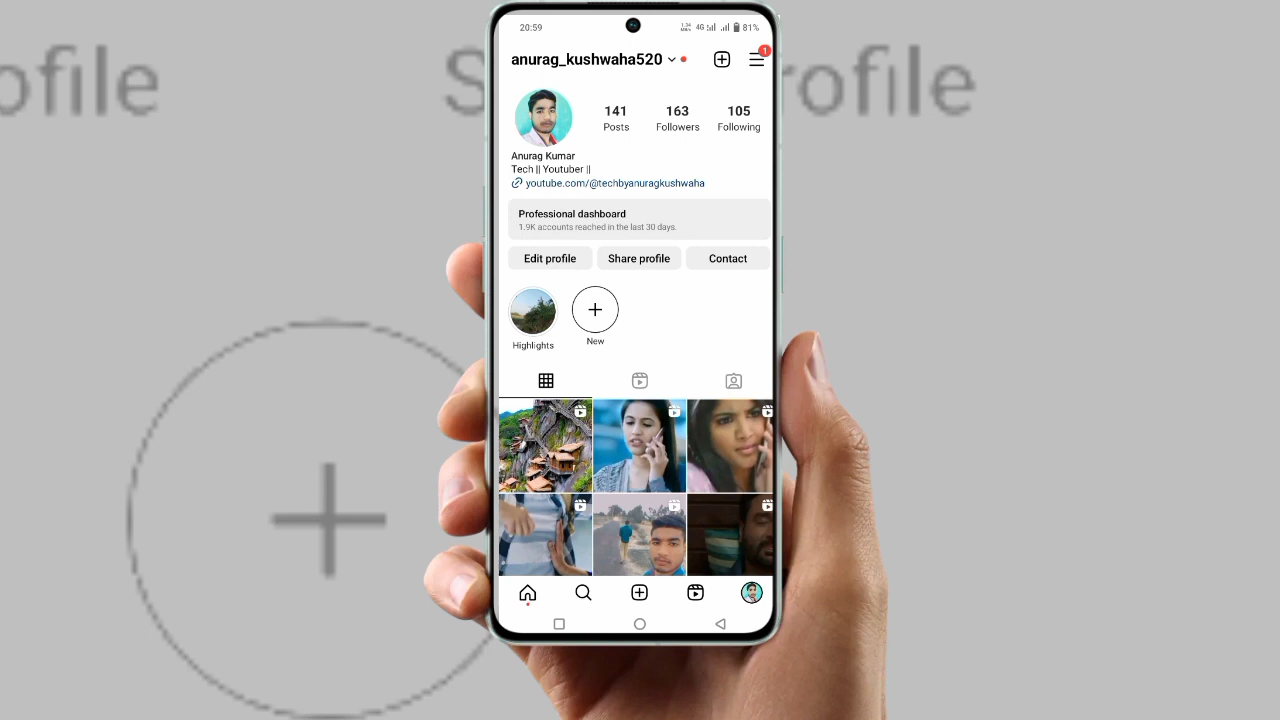 ofile
S
rofile
20:59
4G
81%
anurag_kushwaha520
1
141
163
105
Posts
Followers
Following
Anurag Kumar
Tech || Youtuber ||
youtube.com/@techbyanuragkushwaha
Professional dashboard
1.9K accounts reached in the last 30 days.
Edit profile
Share profile
Contact
Highlights
New